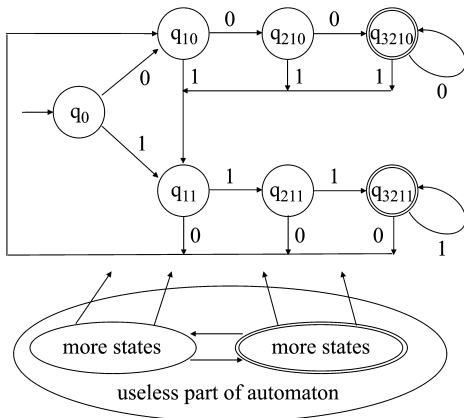 q10 0 q210 0 q3210
0 1 1 1 0
q0
1
q11 1 q211 1 q3211
0 0 0 1
more states more states
useless part of automaton